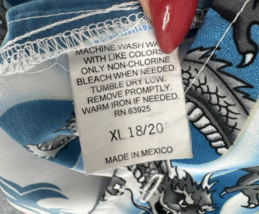 MACHINE WASH
WITH LIKE COLORS
ONLY NON-CHLORINE
BLEACH WHEN NEEDED.
TUMBLE DRY LOW.
REMOVE PROMPTLY.
WARM IRON IF NEEDED.
RN 63925
XL 18/20
MADE IN MEXICO